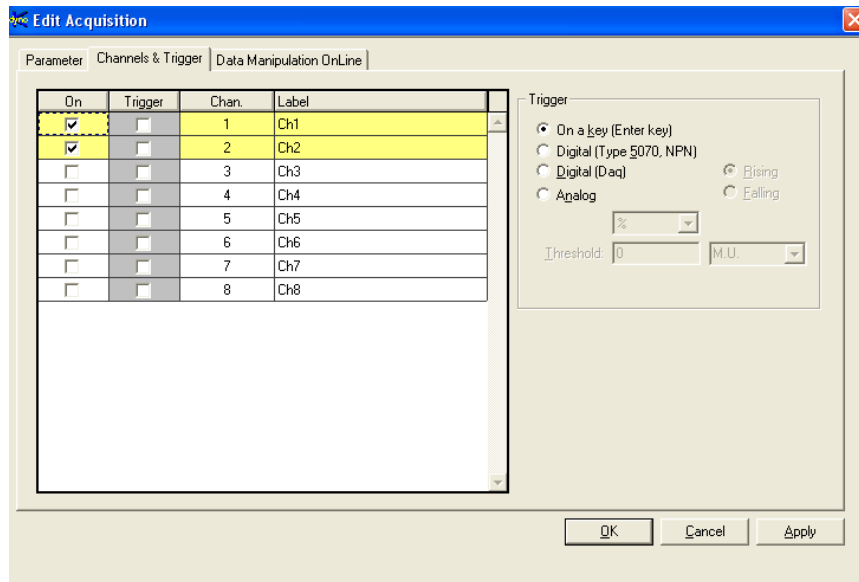 dyno Edit Acquisition
Parameter Channels & Trigger Data Manipulation OnLine
On Trigger Chan. Label
1 Ch1
2 Ch2
3 Ch3
4 Ch4
5 Ch5
6 Ch6
7 Ch7
8 Ch8
Trigger
On a key (Enter key)
Digital (Type 5070, NPN)
Digital (Daq)
Rising
Analog
Falling
%
Threshold: 0 M.U.
OK Cancel Apply